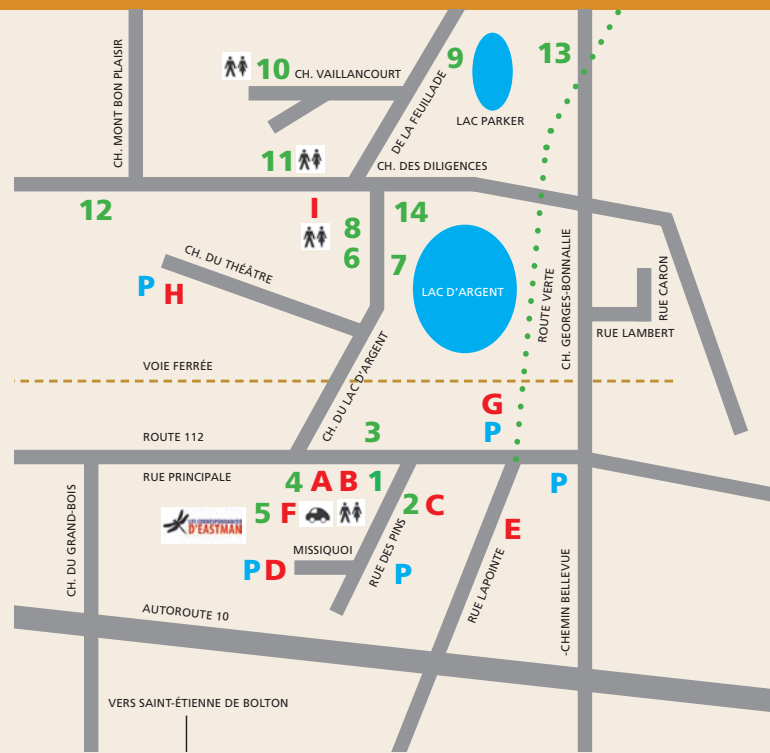 CH. MONT BON PLAISIR
10 CH. VAILLANCOURT
DE LA FEUILLADE
9
LAC PARKER
13
11
CH. DES DILIGENCES
12
I
8
14
6
7
CH. DU THÉÂTRE
P H
LAC D'ARGENT
ROUTE VERTE
CH. GEORGES-BONNALLIE
RUE CARON
RUE LAMBERT
VOIE FERRÉE
CH. DU LAC D'ARGENT
G
P
3
ROUTE 112
RUE PRINCIPALE
4 A B 1
P
5 F
2 C
LES CORRESPONDANCES
D'EASTMAN
E
CH. DU GRAND-BOIS
MISSIQUOI
P D
RUE DES PINS
P
RUE LAPOINTE
-CHEMIN BELLEVUE
AUTOROUTE 10
VERS SAINT-ÉTIENNE DE BOLTON